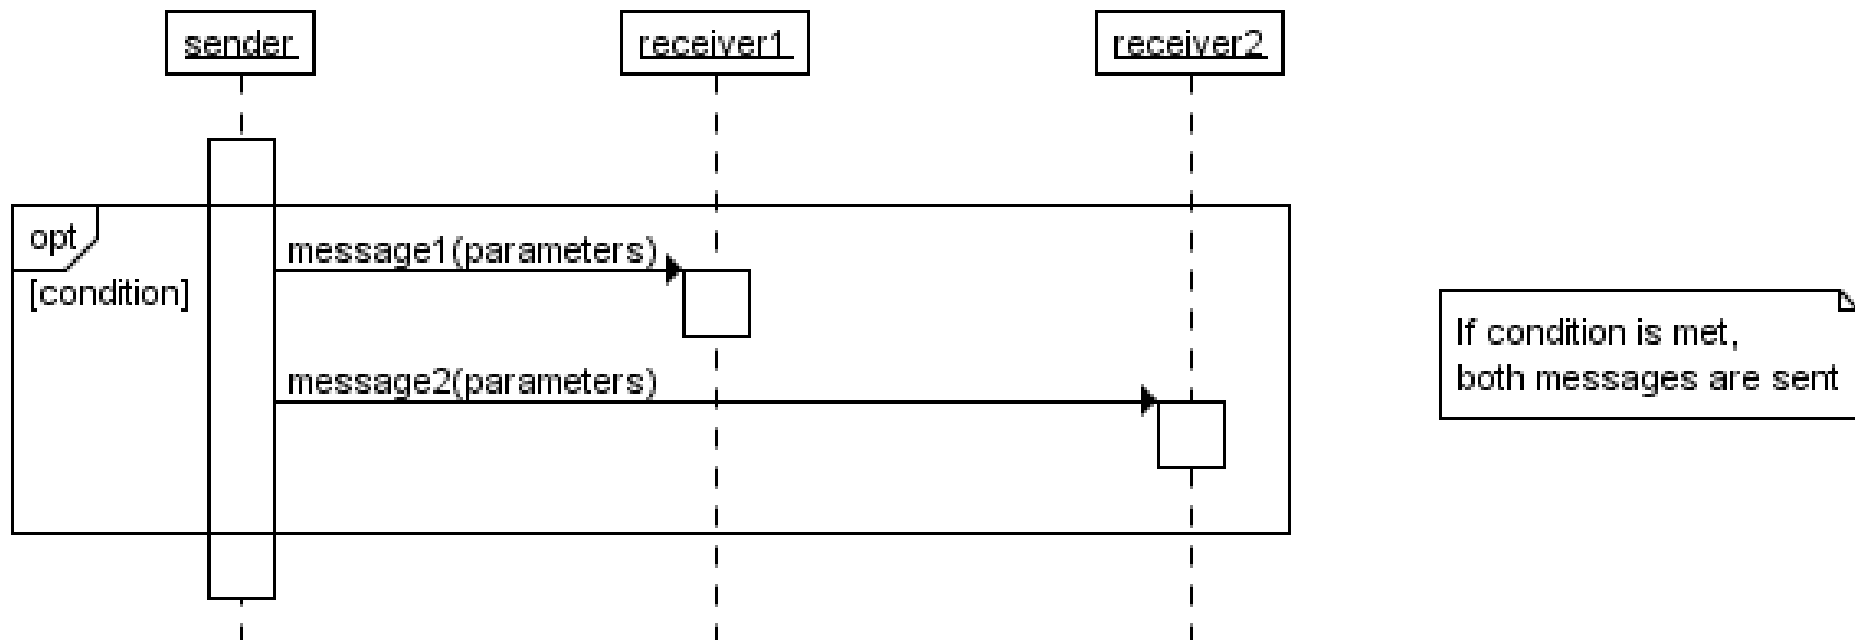 sender
receiver1
receiver2
opt
message1(parameters)
[condition]
If condition is met,
both messages are sent
message2(parameters)